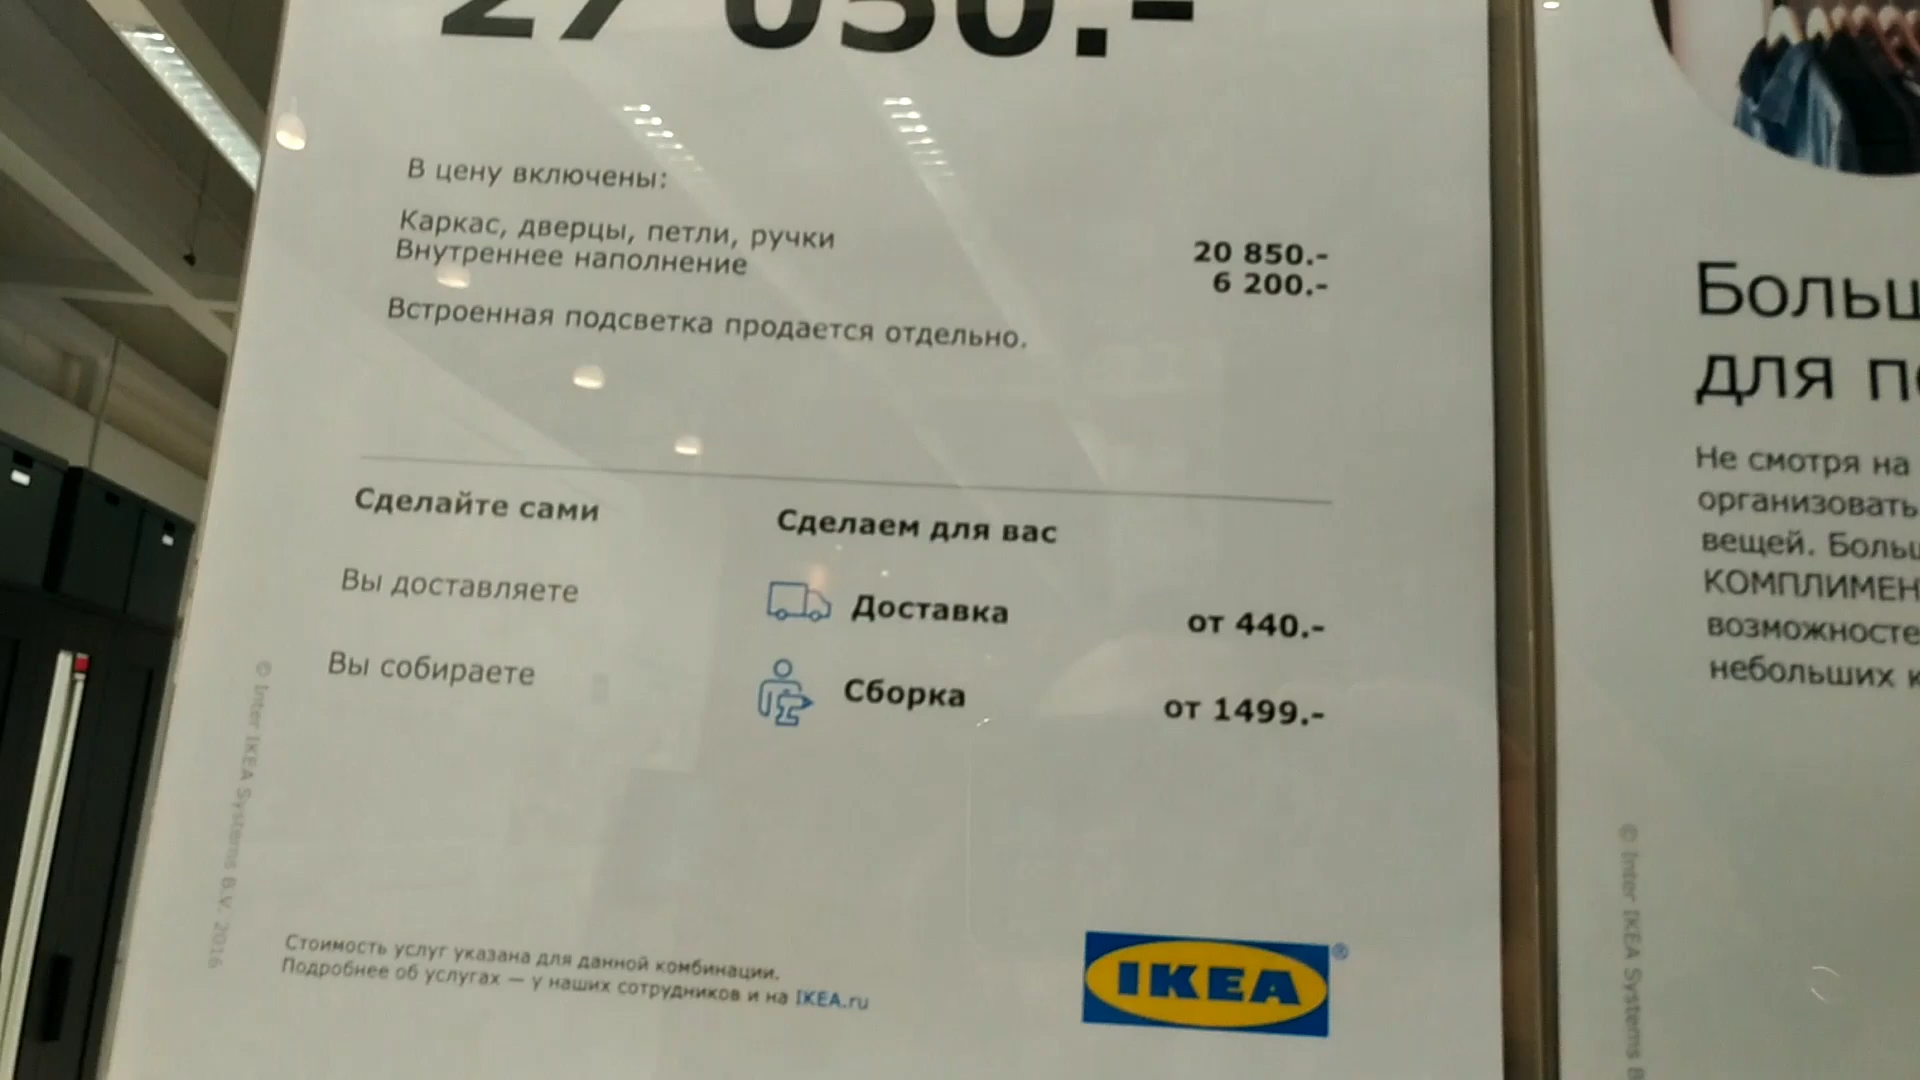 27 050.-
В цену включены:
Каркас, дверцы, петли, ручки 20 850.-
Внутреннее наполнение 6 200.-
Встроенная подсветка продается отдельно.
Сделайте сами
Сделаем для вас
Вы доставляете
Доставка от 440.-
Вы собираете
Сборка от 1499.-
© Inter IKEA Systems B.V. 2016
Стоимость услуг указана для данной комбинации.
Подробнее об услугах — у наших сотрудников и на IKEA.ru
IKEA®
Больш
для п
Не смотря на
организовать
вещей. Больш
КОМПЛИМЕН
возможносте
небольших к
© Inter IKEA Systems B